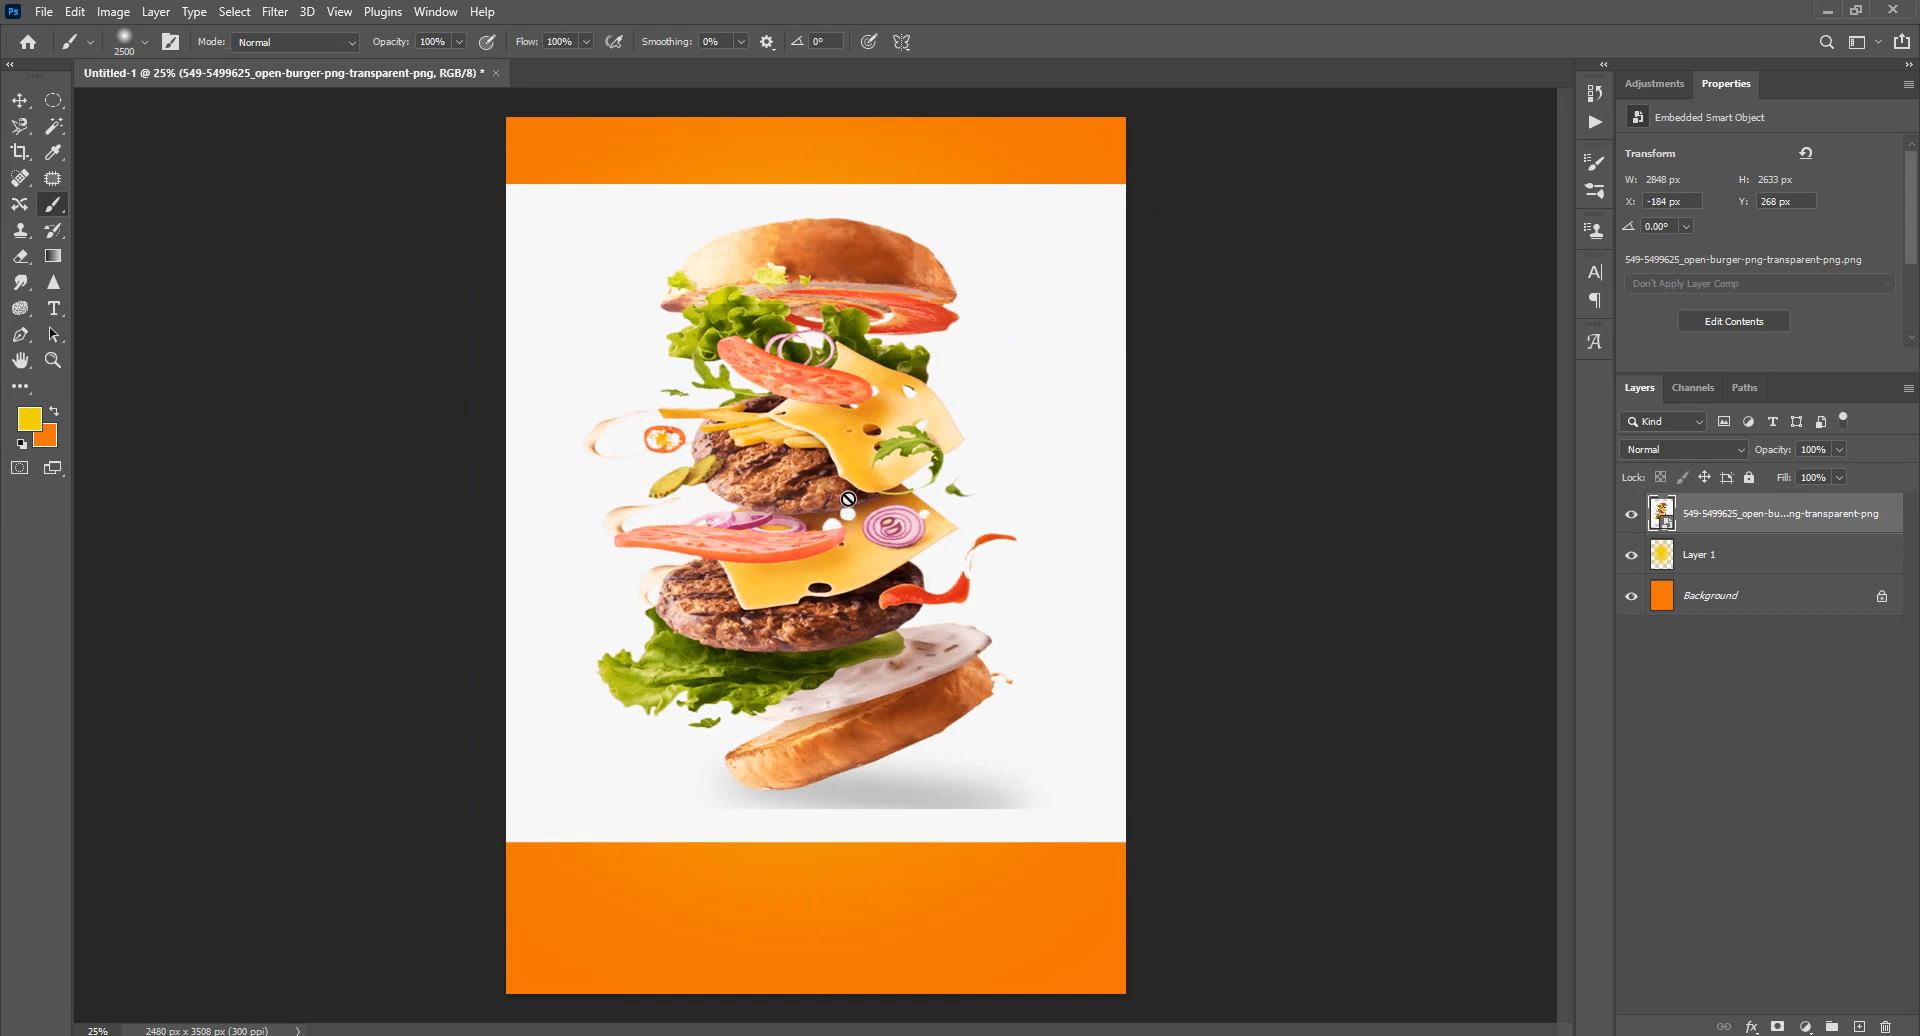 Ps File Edit Image Layer Type Select Filter 3D View Plugins Window Help
2500 Mode: Normal Opacity: 100% Flow: 100% Smoothing: 0% 0°
Untitled-1 @ 25% (549-5499625_open-burger-png-transparent-png, RGB/8) * ×
Adjustments Properties
Embedded Smart Object
Transform
W: 2848 px H: 2633 px
X: -184 px Y: 268 px
0.00°
549-5499625_open-burger-png-transparent-png.png
Don't Apply Layer Comp
Edit Contents
Layers Channels Paths
Kind
Normal Opacity: 100%
Lock: Fill: 100%
549-5499625_open-bu...ng-transparent-png
Layer 1
Background
25% 2480 px x 3508 px (300 ppi)